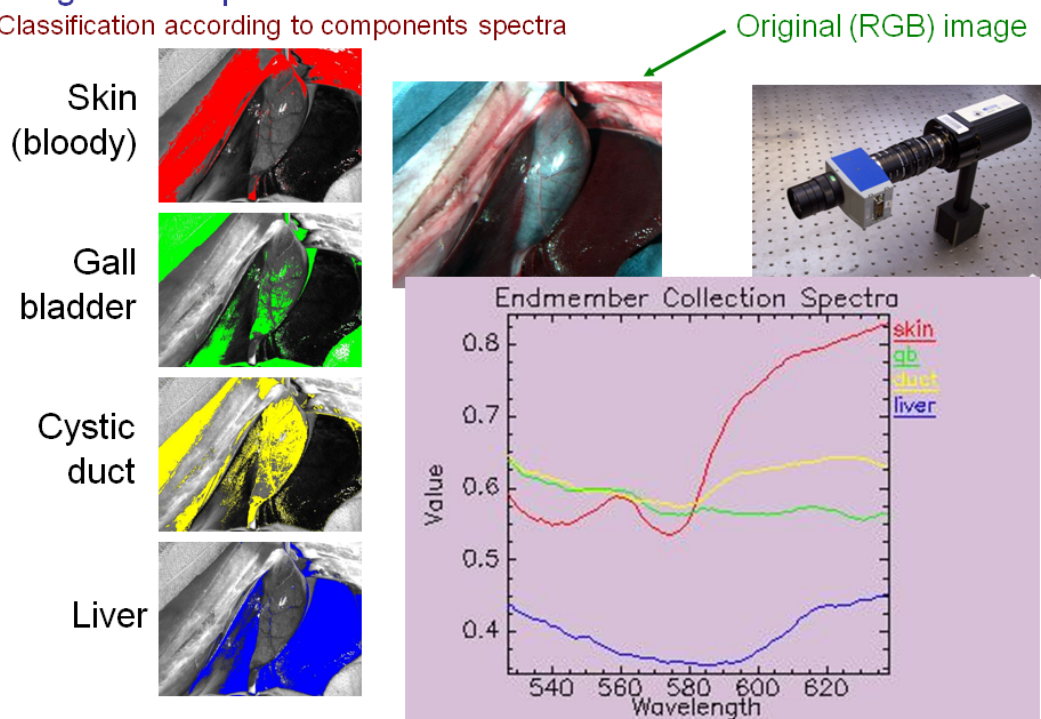 Classification according to components spectra
Original (RGB) image
Skin
(bloody)
Gall
bladder
Cystic
duct
Liver
Endmember Collection Spectra
skin
gb
duct
liver
Value
0.8
0.7
0.6
0.5
0.4
540 560 580 600 620
Wavelength